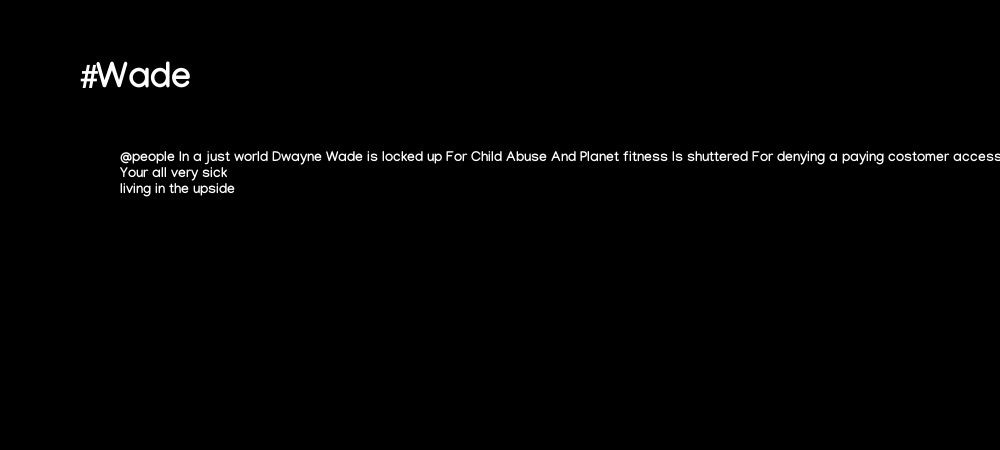 #Wade
@people In a just world Dwayne Wade is locked up For Child Abuse And Planet fitness Is shuttered For denying a paying costomer access
Your all very sick
living in the upside